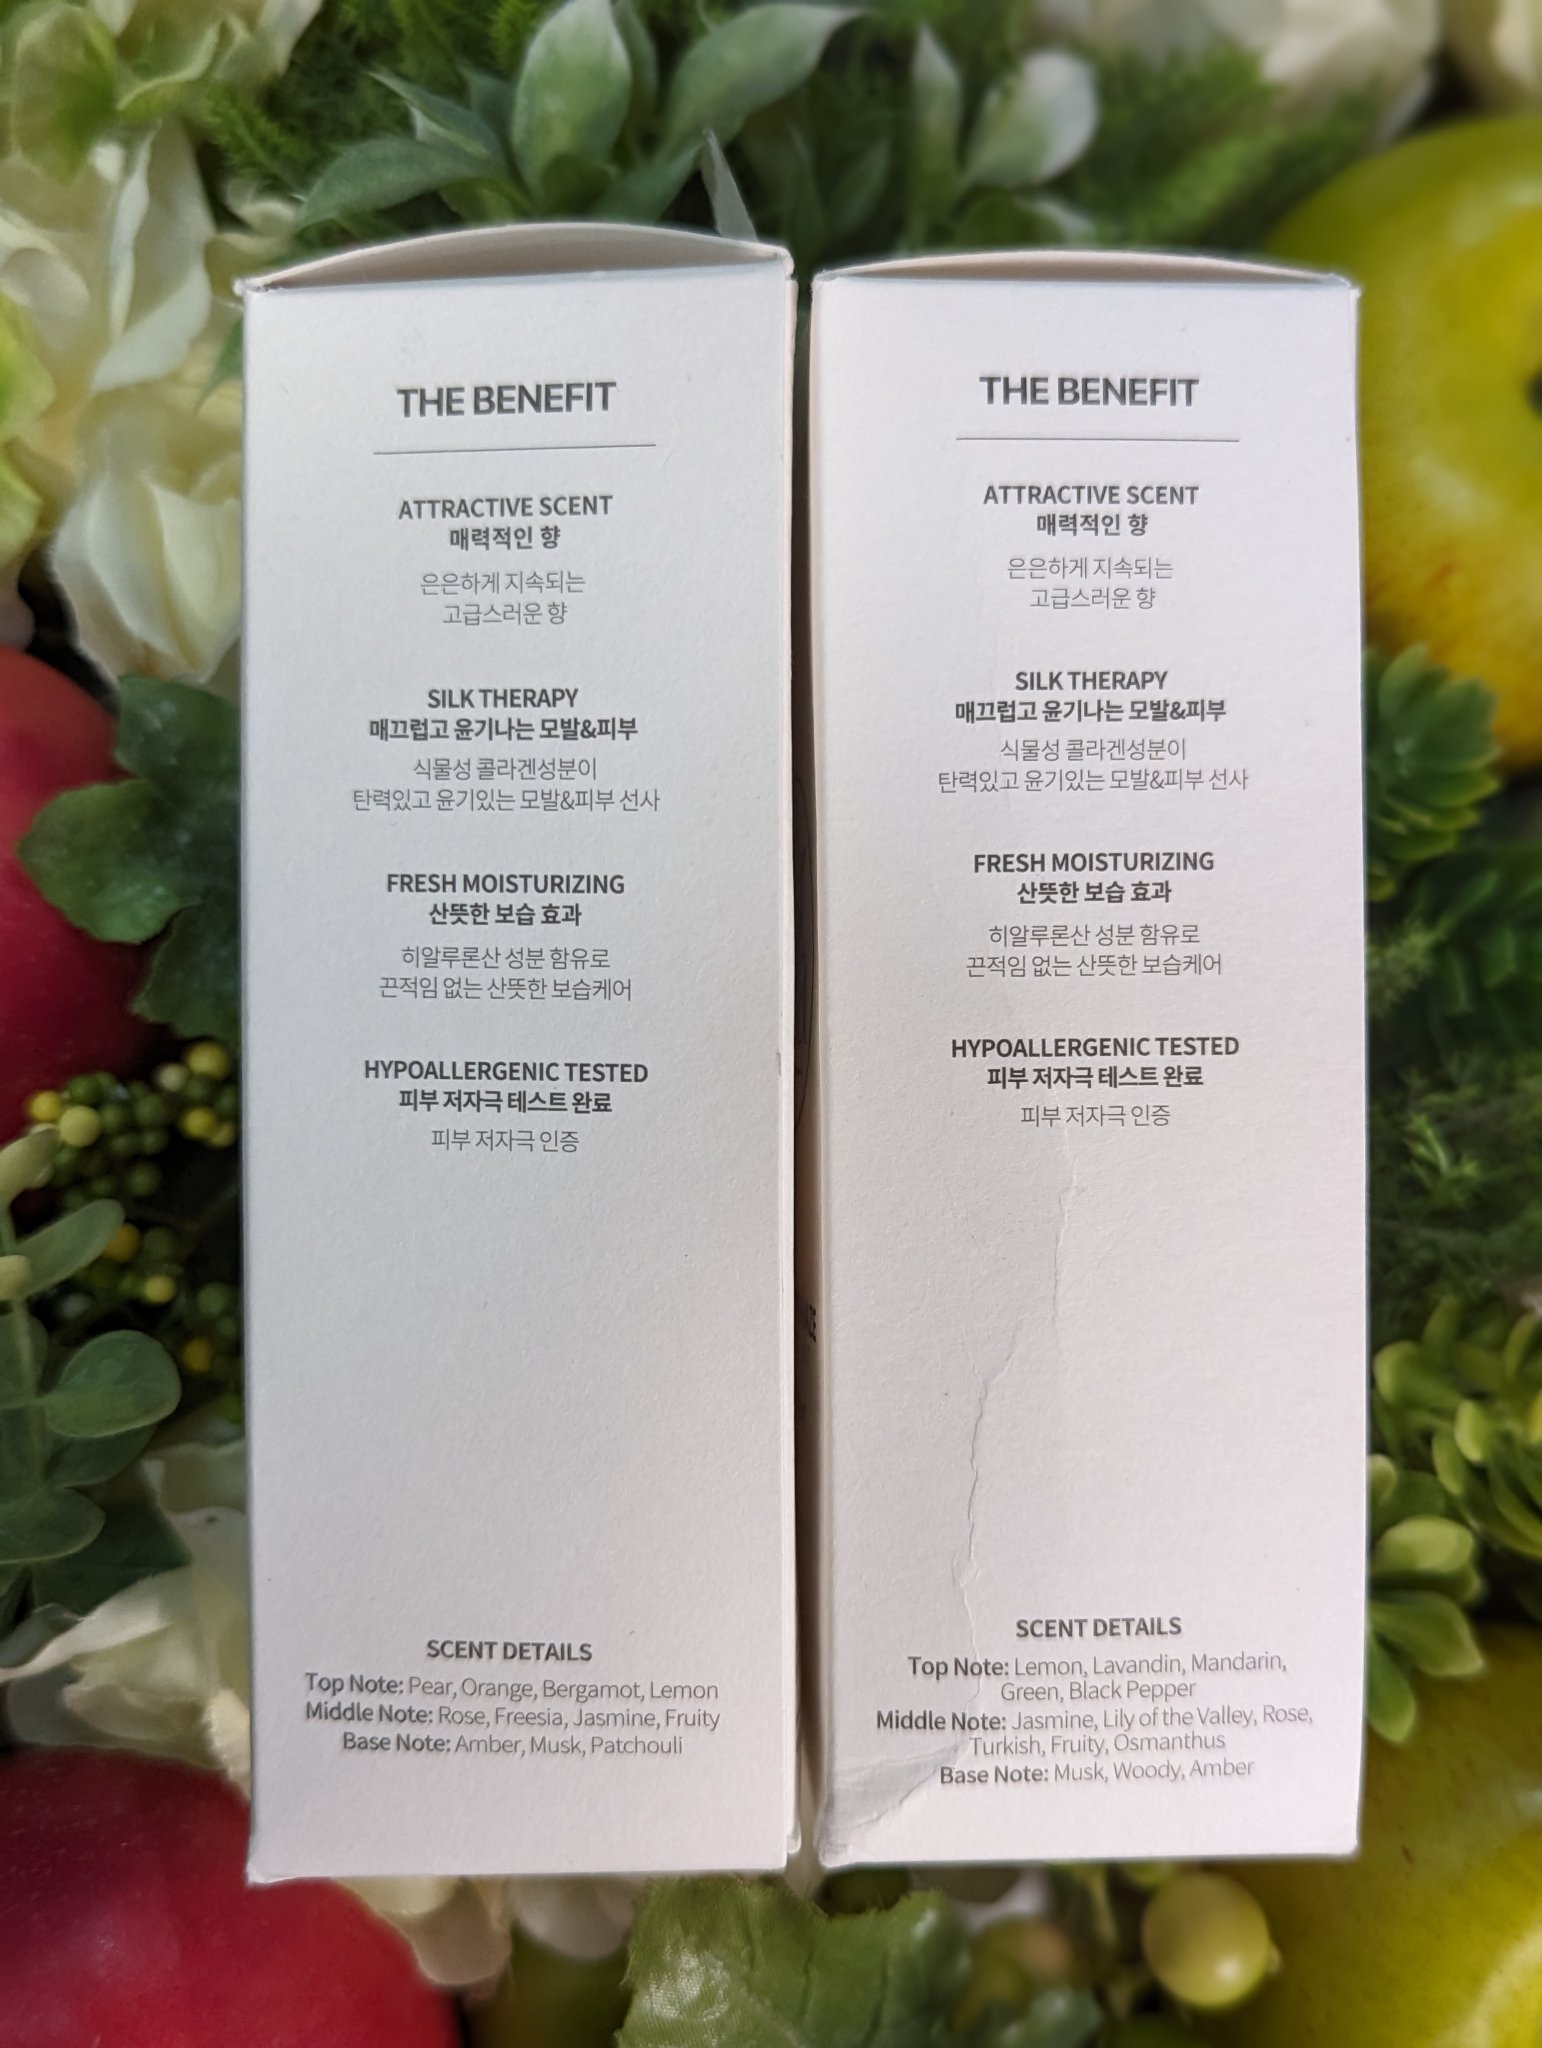 THE BENEFIT
ATTRACTIVE SCENT
매력적인 향
은은하게 지속되는
고급스러운 향
SILK THERAPY
매끄럽고 윤기나는 모발&피부
식물성 콜라겐성분이
탄력있고 윤기있는 모발&피부 선사
FRESH MOISTURIZING
산뜻한 보습 효과
히알루론산 성분 함유로
끈적임 없는 산뜻한 보습케어
HYPOALLERGENIC TESTED
피부 저자극 테스트 완료
피부 저자극 인증
SCENT DETAILS
Top Note: Pear, Orange, Bergamot, Lemon
Middle Note: Rose, Freesia, Jasmine, Fruity
Base Note: Amber, Musk, Patchouli
THE BENEFIT
ATTRACTIVE SCENT
매력적인 향
은은하게 지속되는
고급스러운 향
SILK THERAPY
매끄럽고 윤기나는 모발&피부
식물성 콜라겐성분이
탄력있고 윤기있는 모발&피부 선사
FRESH MOISTURIZING
산뜻한 보습 효과
히알루론산 성분 함유로
끈적임 없는 산뜻한 보습케어
HYPOALLERGENIC TESTED
피부 저자극 테스트 완료
피부 저자극 인증
SCENT DETAILS
Top Note: Lemon, Lavandin, Mandarin,
Green, Black Pepper
Middle Note: Jasmine, Lily of the Valley, Rose,
Turkish, Fruity, Osmanthus
Base Note: Musk, Woody, Amber